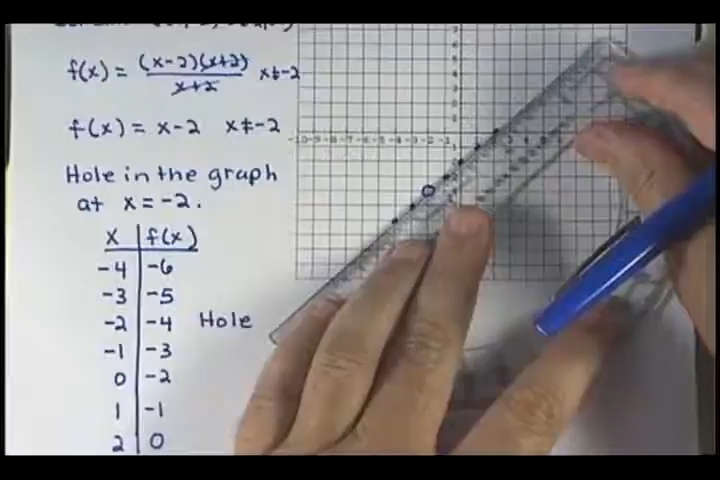 f(x) = (x-2)(x+2) / x+2 x≠-2
f(x) = x-2 x≠-2
Hole in the graph
at x = -2.
x f(x)
-4 -6
-3 -5
-2 -4 Hole
-1 -3
0 -2
1 -1
2 0